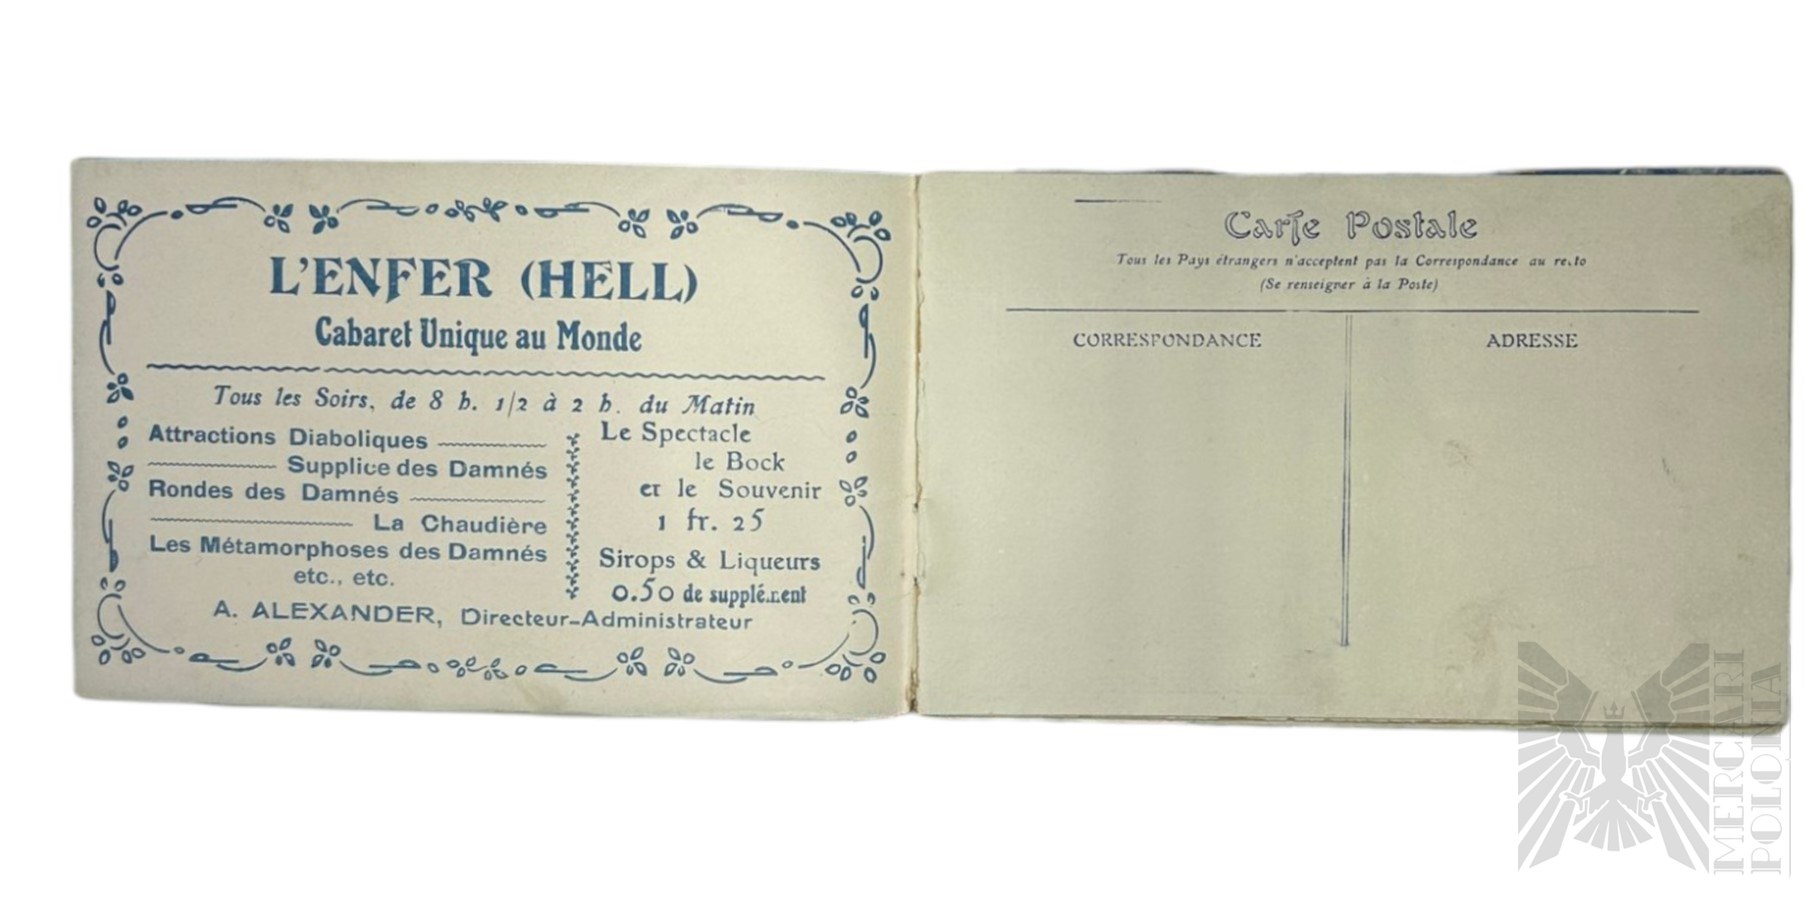 L'ENFER (HELL)
Cabaret Unique au Monde
Tous les Soirs, de 8 h. 1/2 à 2 h. du Matin
Attractions Diaboliques
Supplice des Damnés
Rondes des Damnés
La Chaudière
Les Métamorphoses des Damnés
etc., etc.
Le Spectacle
le Bock
et le Souvenir
1 fr. 25
Sirops & Liqueurs
0.50 de supplément
A. ALEXANDER, Directeur-Administrateur
Carte Postale
Tous les Pays étrangers n'acceptent pas la Correspondance au recto
(Se renseigner à la Poste)
CORRESPONDANCE
ADRESSE
MERCARI
POLONIA